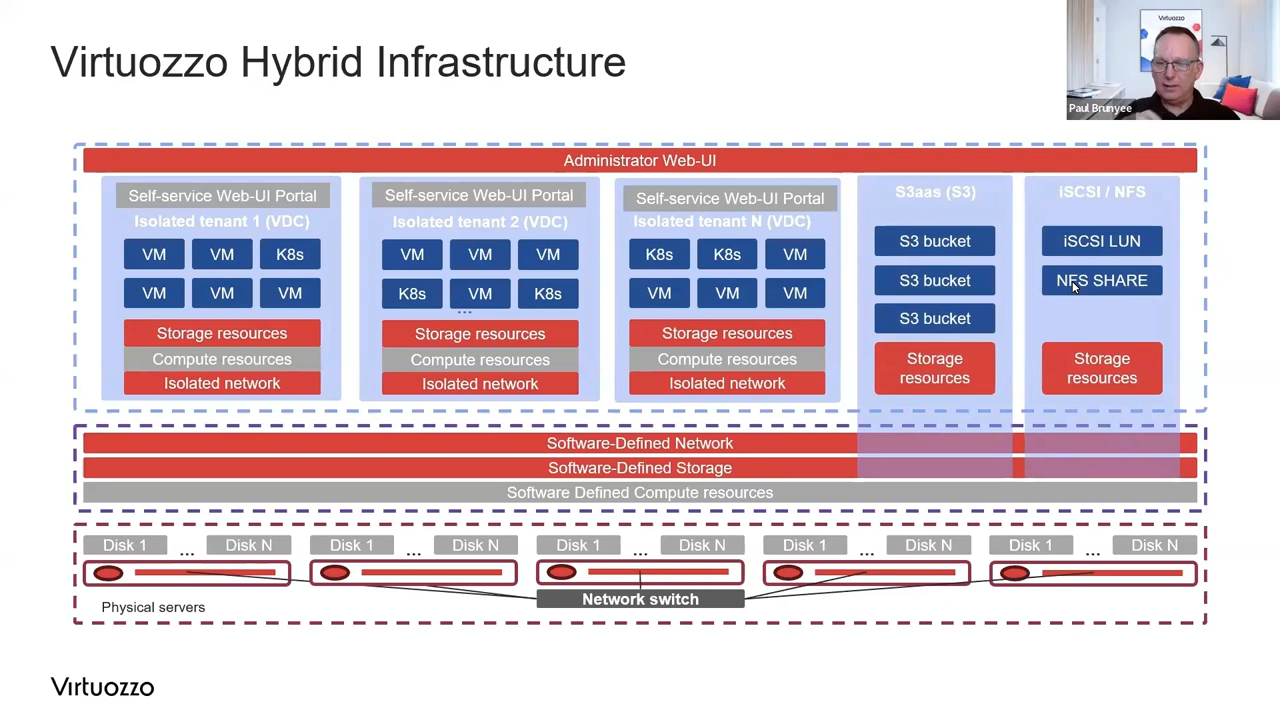 Virtuozzo Hybrid Infrastructure
Virtuozzo
Paul Brunyee
Administrator Web-UI
Self-service Web-UI Portal
Isolated tenant 1 (VDC)
VM VM K8s
VM VM VM
Storage resources
Compute resources
Isolated network
Self-service Web-UI Portal
Isolated tenant 2 (VDC)
VM VM VM
K8s VM K8s
...
Storage resources
Compute resources
Isolated network
Self-service Web-UI Portal
Isolated tenant N (VDC)
K8s K8s VM
VM VM VM
Storage resources
Compute resources
Isolated network
S3aas (S3)
S3 bucket
S3 bucket
S3 bucket
Storage
resources
iSCSI / NFS
iSCSI LUN
NFS SHARE
Storage
resources
Software-Defined Network
Software-Defined Storage
Software Defined Compute resources
Disk 1 ... Disk N Disk 1 ... Disk N Disk 1 ... Disk N Disk 1 ... Disk N Disk 1 ... Disk N
Network switch
Physical servers
Virtuozzo